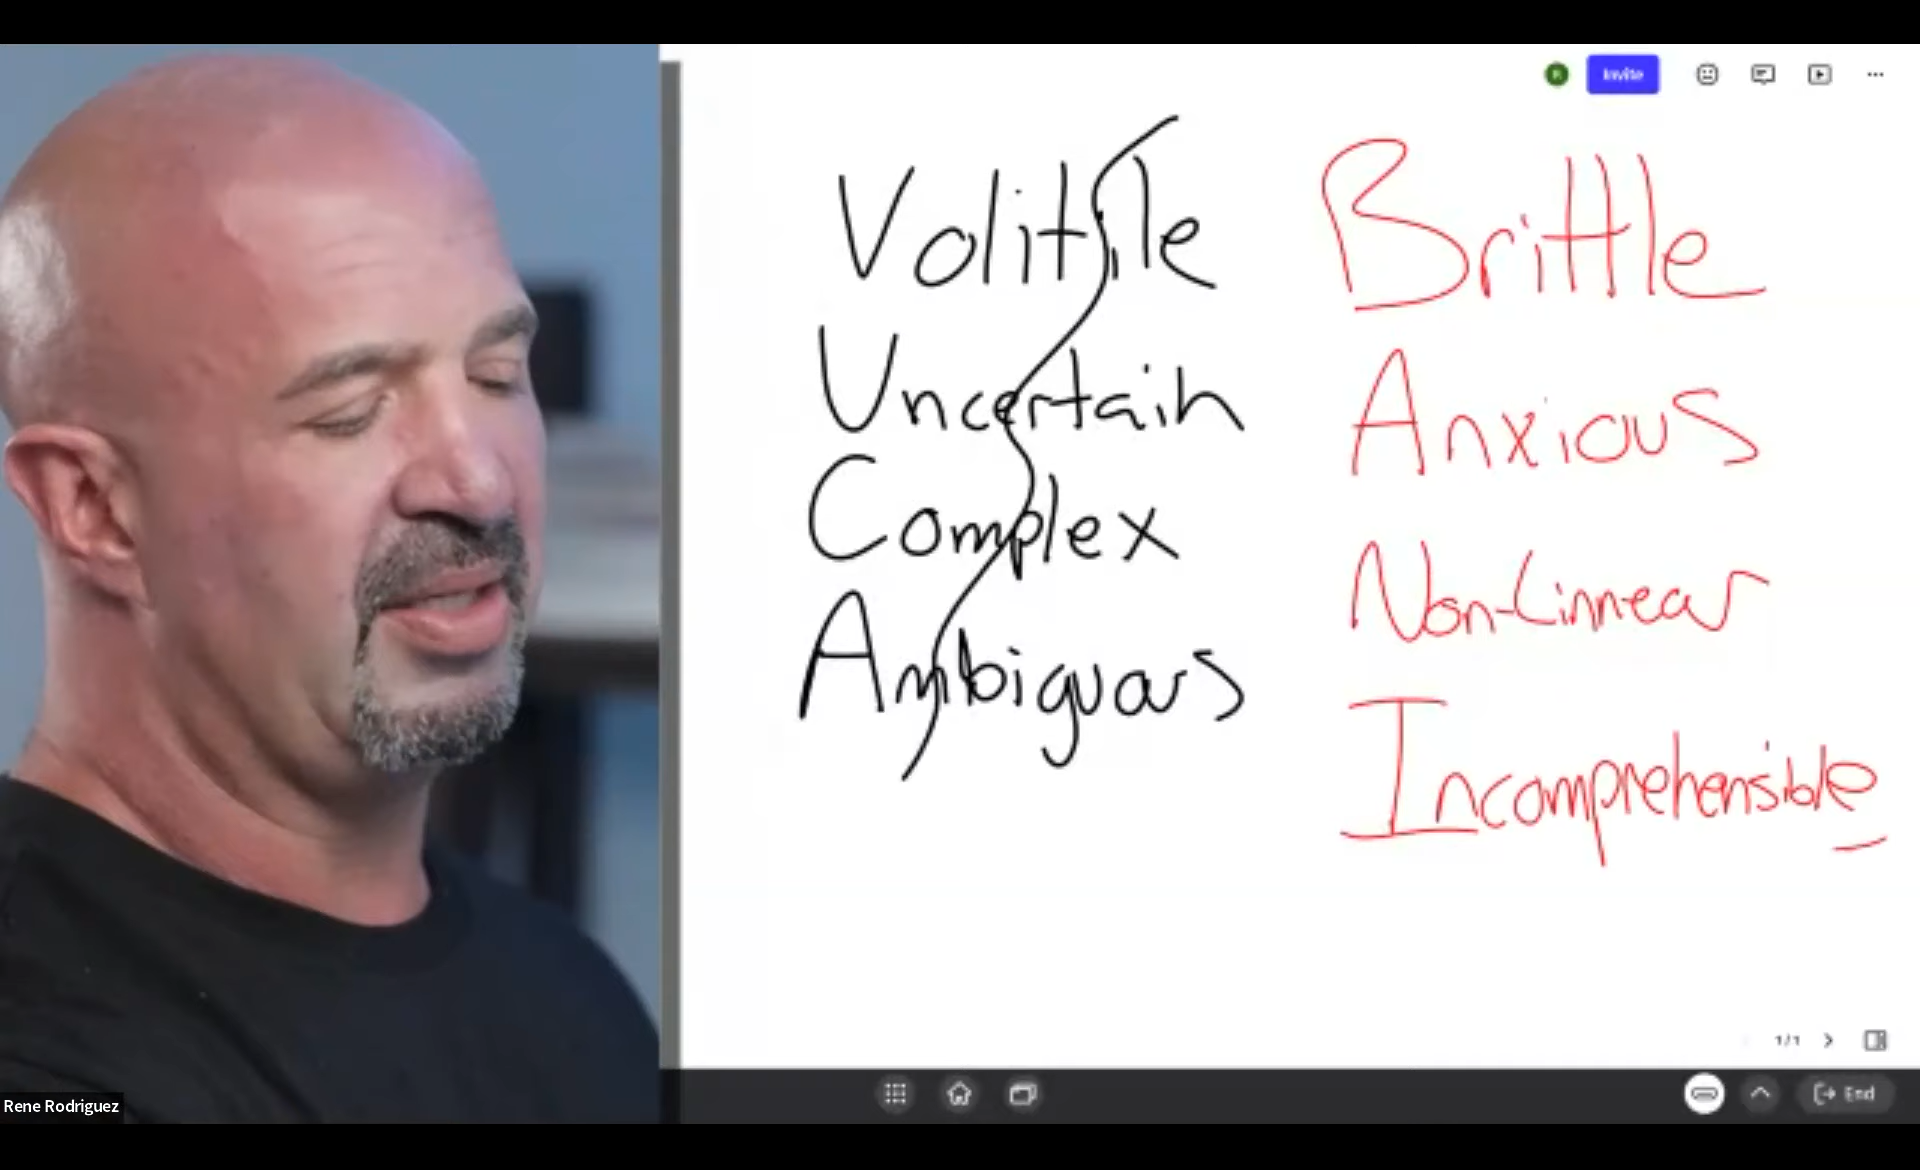 Invite
Volitile
Uncertain
Complex
Ambiguous
Brittle
Anxious
Non-Linnear
Incomprehensible
1/1
End
Rene Rodriguez